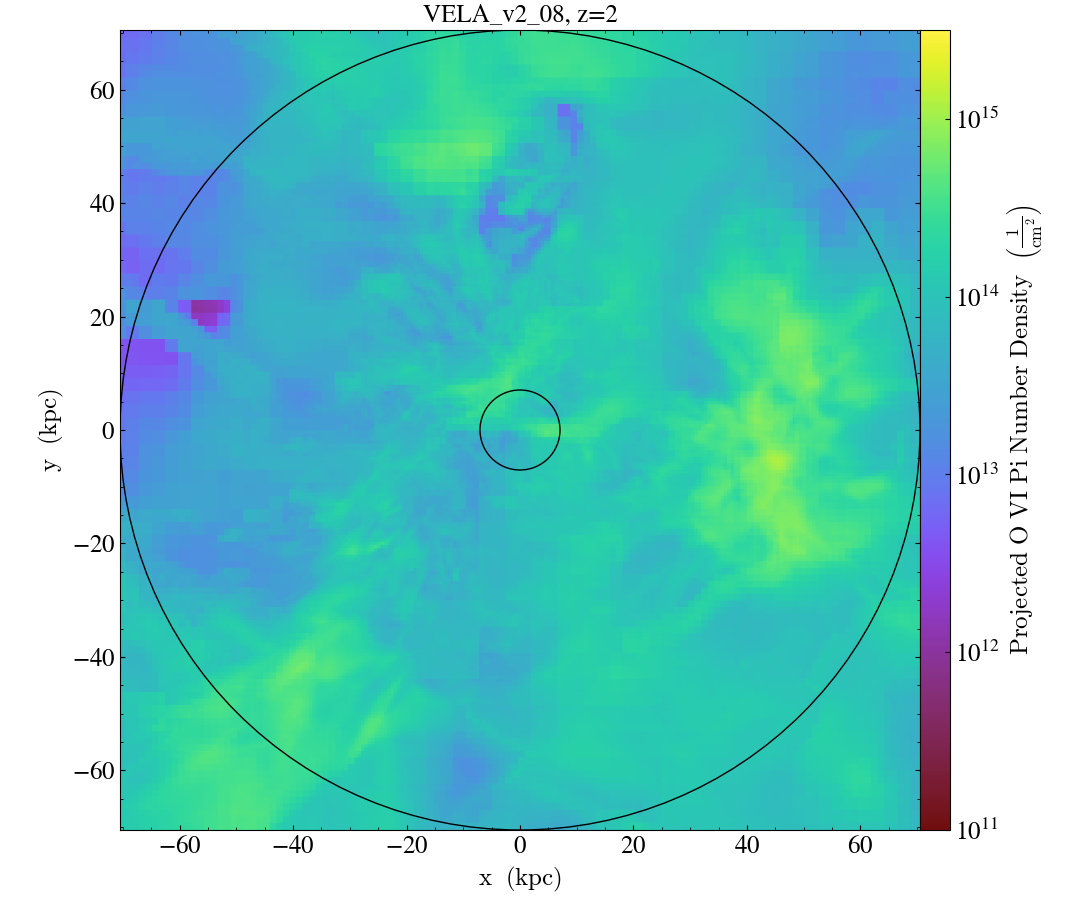 VELA_v2_08, z=2
60
40
20
0
−20
−40
−60
y (kpc)
−60 −40 −20 0 20 40 60
x (kpc)
10^15
10^14
10^13
10^12
10^11
Projected O VI Pi Number Density (1/cm^2)